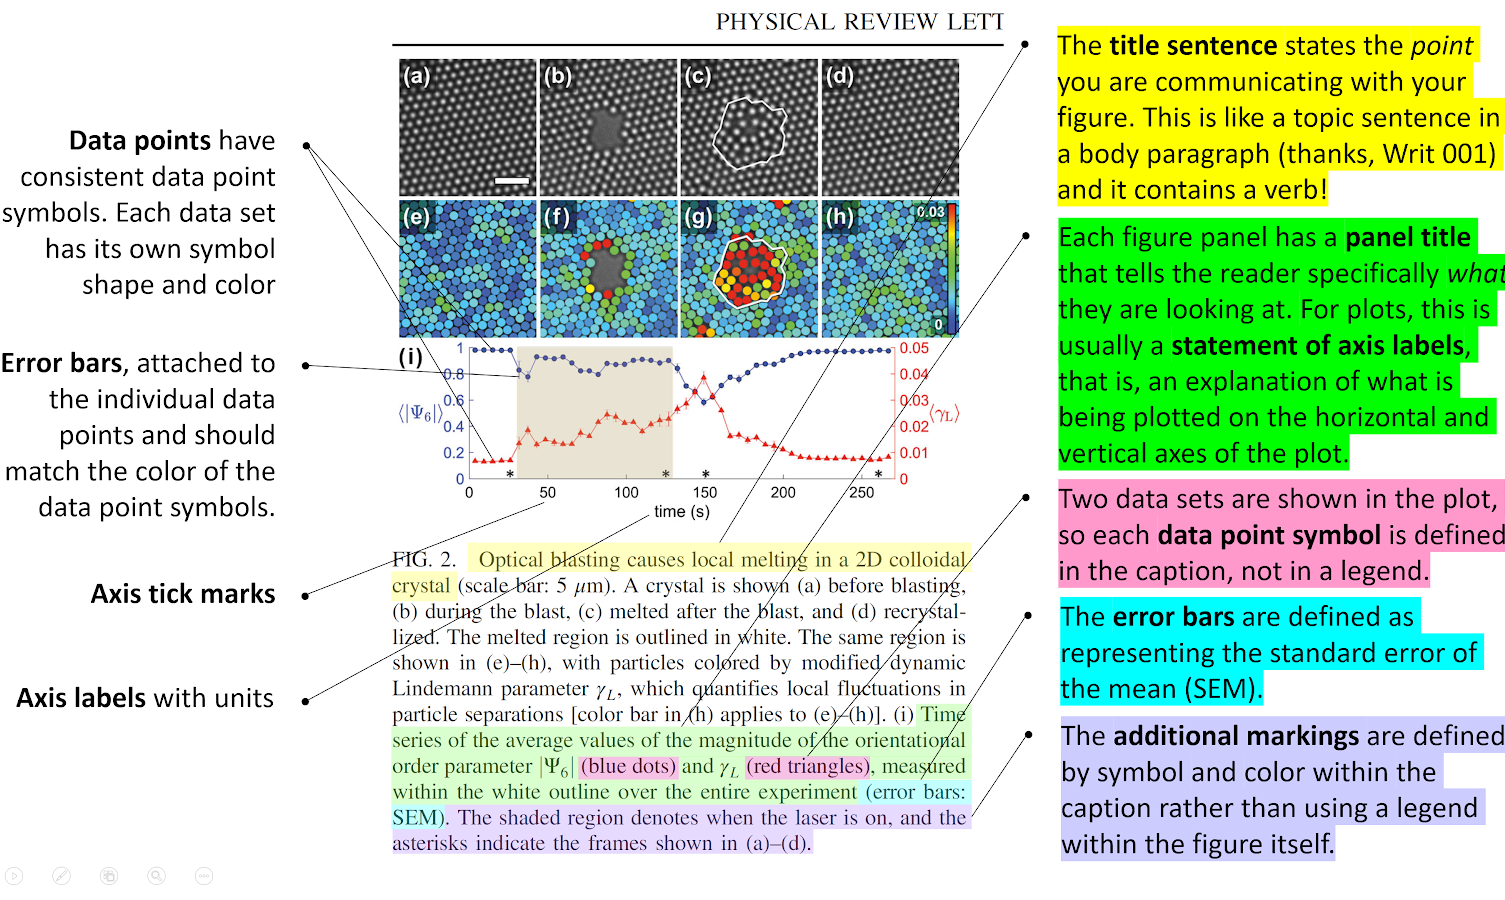 PHYSICAL REVIEW LETT
Data points have
consistent data point
symbols. Each data set
has its own symbol
shape and color
Error bars, attached to
the individual data
points and should
match the color of the
data point symbols.
Axis tick marks
Axis labels with units
(a)
(b)
(c)
(d)
(e)
(f)
(g)
(h)
0.03
0
(i)
1
0.8
0.6
0.4
0.2
0
⟨|Ψ6|⟩
0.05
0.04
0.03
0.02
0.01
0
⟨γL⟩
* * * *
0 50 100 150 200 250
time (s)
FIG. 2. Optical blasting causes local melting in a 2D colloidal
crystal (scale bar: 5 μm). A crystal is shown (a) before blasting,
(b) during the blast, (c) melted after the blast, and (d) recrystal-
lized. The melted region is outlined in white. The same region is
shown in (e)–(h), with particles colored by modified dynamic
Lindemann parameter γL, which quantifies local fluctuations in
particle separations [color bar in (h) applies to (e)–(h)]. (i) Time
series of the average values of the magnitude of the orientational
order parameter |Ψ6| (blue dots) and γL (red triangles), measured
within the white outline over the entire experiment (error bars:
SEM). The shaded region denotes when the laser is on, and the
asterisks indicate the frames shown in (a)–(d).
The title sentence states the point
you are communicating with your
figure. This is like a topic sentence in
a body paragraph (thanks, Writ 001)
and it contains a verb!
Each figure panel has a panel title
that tells the reader specifically what
they are looking at. For plots, this is
usually a statement of axis labels,
that is, an explanation of what is
being plotted on the horizontal and
vertical axes of the plot.
Two data sets are shown in the plot,
so each data point symbol is defined
in the caption, not in a legend.
The error bars are defined as
representing the standard error of
the mean (SEM).
The additional markings are defined
by symbol and color within the
caption rather than using a legend
within the figure itself.